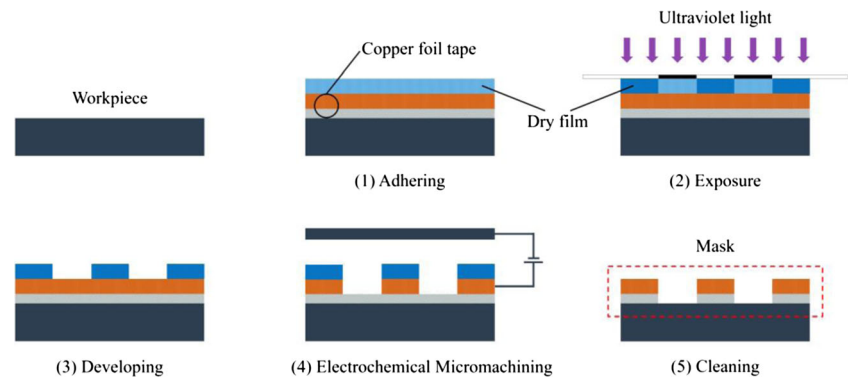 Ultraviolet light
Copper foil tape
Workpiece
Dry film
(1) Adhering
(2) Exposure
Mask
(3) Developing
(4) Electrochemical Micromachining
(5) Cleaning